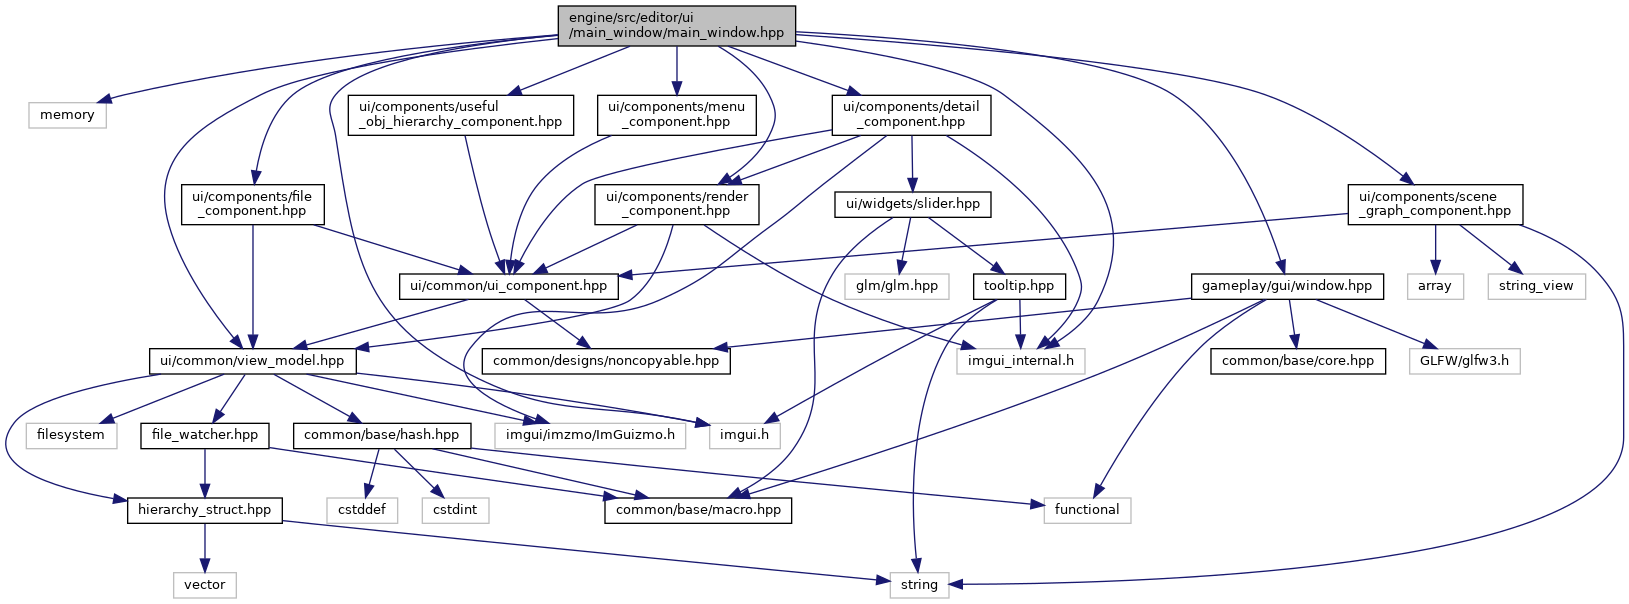 engine/src/editor/ui
/main_window/main_window.hpp
memory
ui/components/useful
_obj_hierarchy_component.hpp
ui/components/menu
_component.hpp
ui/components/detail
_component.hpp
ui/components/file
_component.hpp
ui/components/render
_component.hpp
ui/widgets/slider.hpp
ui/components/scene
_graph_component.hpp
ui/common/ui_component.hpp
glm/glm.hpp
tooltip.hpp
gameplay/gui/window.hpp
array
string_view
ui/common/view_model.hpp
common/designs/noncopyable.hpp
imgui_internal.h
common/base/core.hpp
GLFW/glfw3.h
filesystem
file_watcher.hpp
common/base/hash.hpp
imgui/imzmo/ImGuizmo.h
imgui.h
hierarchy_struct.hpp
cstddef
cstdint
common/base/macro.hpp
functional
vector
string